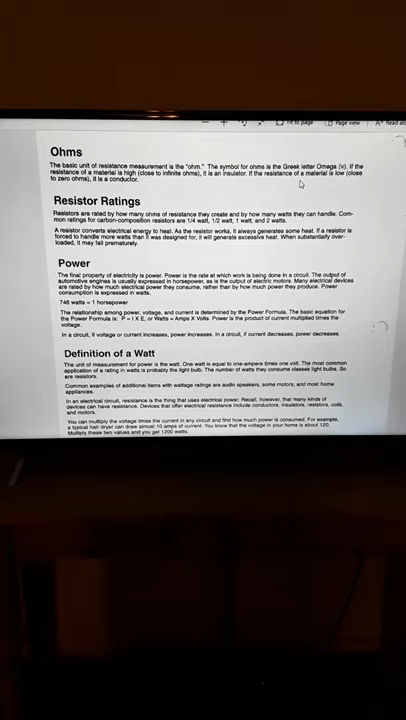 Fit to page
Page view
Read al
Ohms
The basic unit of resistance measurement is the "ohm." The symbol for ohms is the Greek letter Omega (w). If the
resistance of a material is high (close to infinite ohms), it is an insulator. If the resistance of a material is low (close
to zero ohms), it is a conductor.
Resistor Ratings
Resistors are rated by how many ohms of resistance they create and by how many watts they can handle. Com-
mon ratings for carbon-composition resistors are 1/4 watt, 1/2 watt, 1 watt, and 2 watts.
A resistor converts electrical energy to heat. As the resistor works, it always generates some heat. If a resistor is
forced to handle more watts than it was designed for, it will generate excessive heat. When substantially over-
loaded, it may fail prematurely.
Power
The final property of electricity is power. Power is the rate at which work is being done in a circuit. The output of
automotive engines is usually expressed in horsepower, as is the output of electric motors. Many electrical devices
are rated by how much electrical power they consume, rather than by how much power they produce. Power
consumption is expressed in watts.
746 watts = 1 horsepower
The relationship among power, voltage, and current is determined by the Power Formula. The basic equation for
the Power Formula is: P = I X E, or Watts = Amps X Volts. Power is the product of current multiplied times the
voltage.
In a circuit, if voltage or current increases, power increases. In a circuit, if current decreases, power decreases.
Definition of a Watt
The unit of measurement for power is the watt. One watt is equal to one-ampere times one volt. The most common
application of a rating in watts is probably the light bulb. The number of watts they consume classes light bulbs. So
are resistors.
Common examples of additional items with wattage ratings are audio speakers, some motors, and most home
appliances.
In an electrical circuit, resistance is the thing that uses electrical power. Recall, however, that many kinds of
devices can have resistance. Devices that offer electrical resistance include conductors, insulators, resistors, coils,
and motors.
You can multiply the voltage times the current in any circuit and find how much power is consumed. For example,
a typical hair dryer can draw almost 10 amps of current. You know that the voltage in your home is about 120.
Multiply these two values and you get 1200 watts.